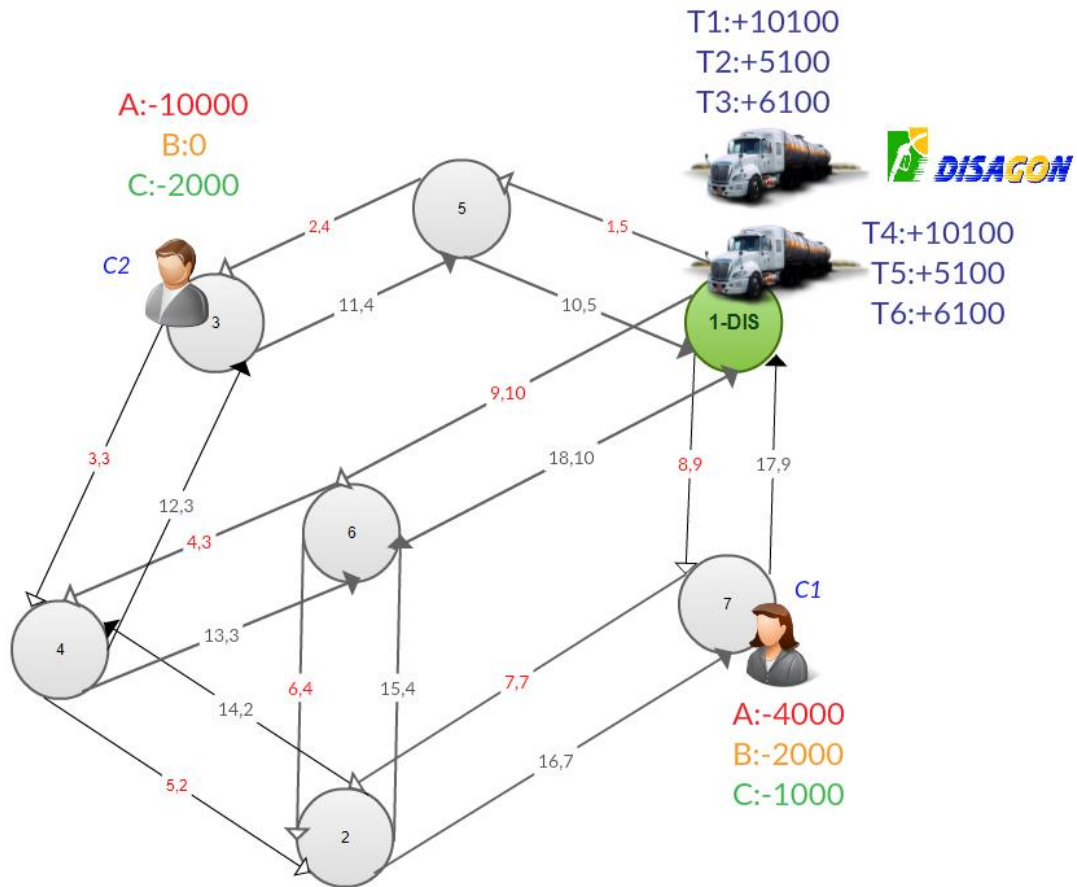 T1:+10100
T2:+5100
T3:+6100
DISAGON
A:-10000
B:0
C:-2000
5
2,4
1,5
T4:+10100
T5:+5100
T6:+6100
C2
3
11,4
10,5
1-DIS
9,10
3,3
12,3
18,10
8,9
17,9
6
4,3
7
C1
4
13,3
14,2
6,4
15,4
7,7
A:-4000
B:-2000
C:-1000
16,7
5,2
2